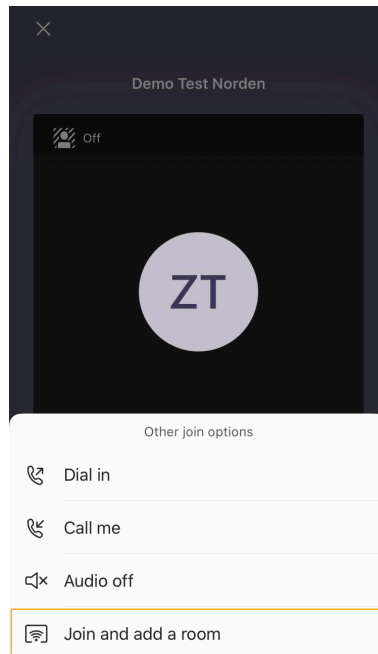 Demo Test Norden
Off
ZT
Other join options
Dial in
Call me
Audio off
Join and add a room